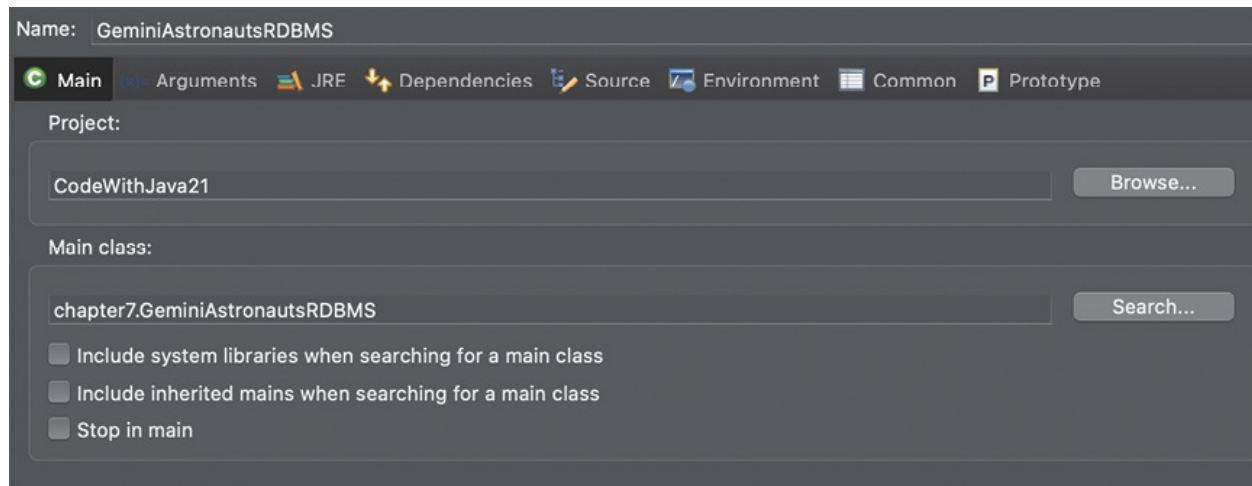 Name: GeminiAstronautsRDBMS
Main Arguments JRE Dependencies Source Environment Common Prototype
Project:
CodeWithJava21 Browse...
Main class:
chapter7.GeminiAstronautsRDBMS Search...
Include system libraries when searching for a main class
Include inherited mains when searching for a main class
Stop in main